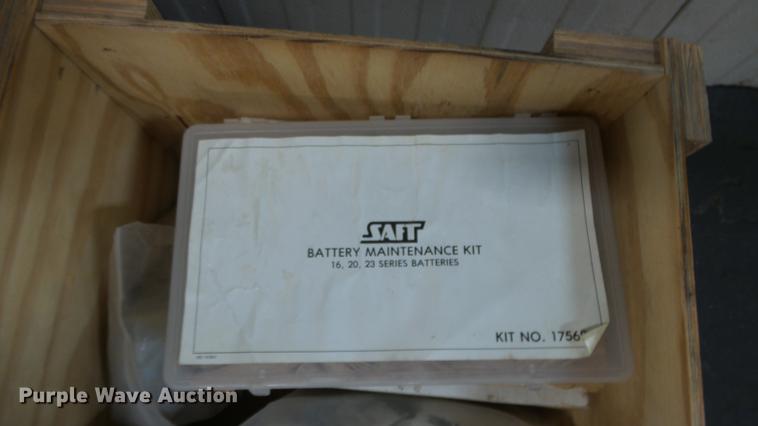 SAFT
BATTERY MAINTENANCE KIT
16, 20, 23 SERIES BATTERIES
KIT NO. 1756
Purple Wave Auction